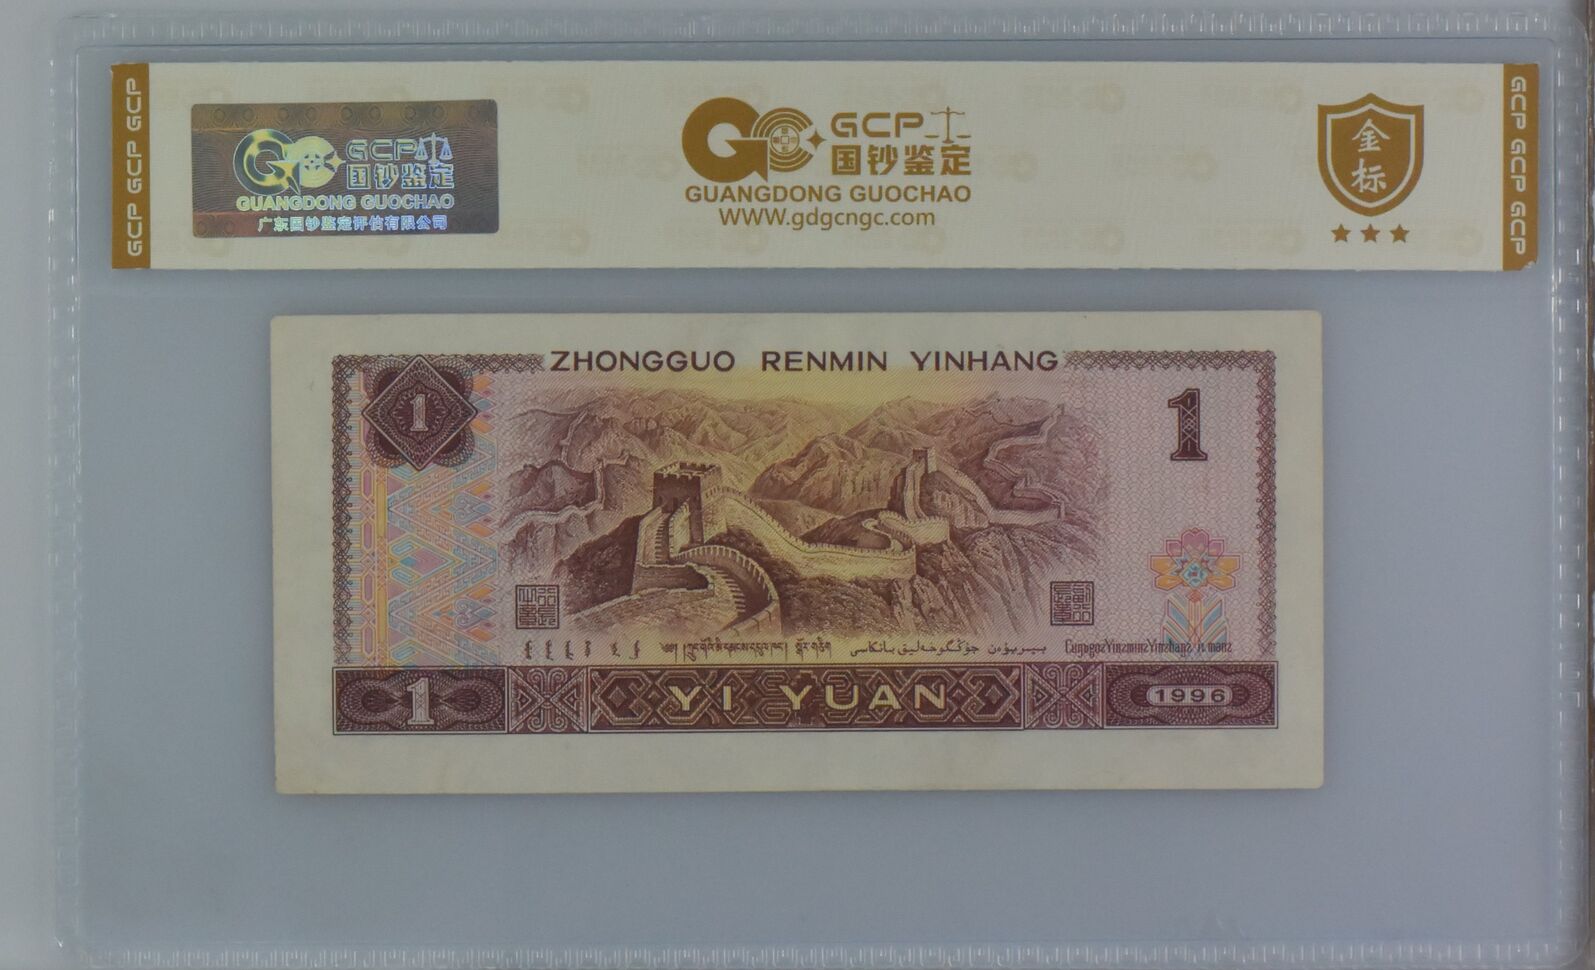 GCP GCP GCP
GCP
国钞鉴定
GUANGDONG GUOCHAO
广东国钞鉴定评估有限公司
GCP
国钞鉴定
GUANGDONG GUOCHAO
WWW.gdgcngc.com
金标
GCP GCP GCP
ZHONGGUO RENMIN YINHANG
1
1
1
YI YUAN
1996